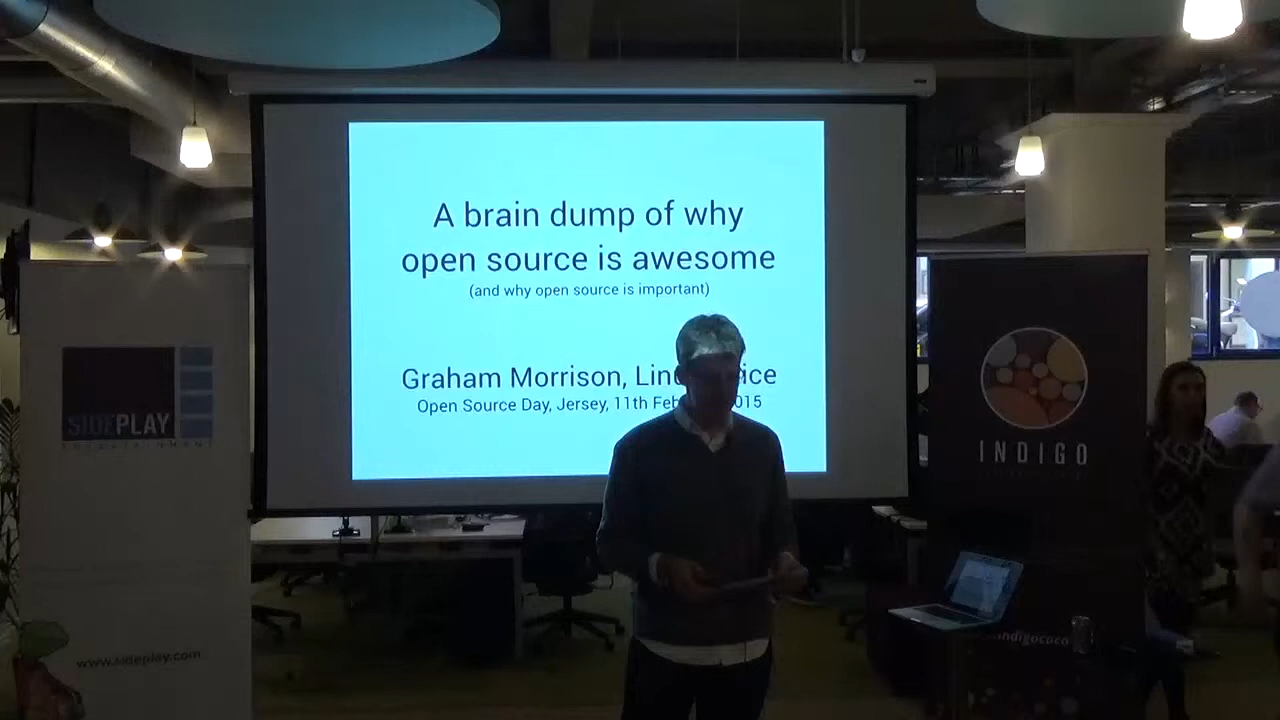 A brain dump of why
open source is awesome
(and why open source is important)
Graham Morrison,
Open Source Day, Jersey, 11th
SIDEPLAY
ENTERTAINMENT
www.sideplay.com
INDIGO